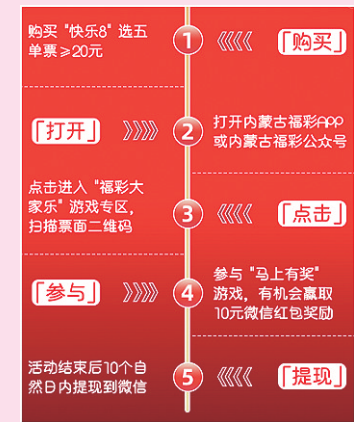 购买 "快乐8" 选五
单票≥20元
1
「购买」
「打开」
2
打开内蒙古福彩APP
或内蒙古福彩公众号
点击进入 "福彩大
家乐" 游戏专区，
扫描票面二维码
3
「点击」
「参与」
4
参与 "马上有奖"
游戏，有机会赢取
10元微信红包奖励
活动结束后10个自
然日内提现到微信
5
「提现」